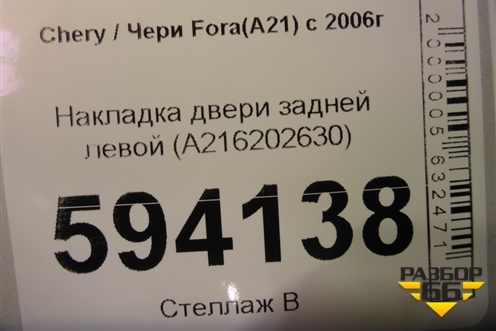 Chery / Чери Fora(A21) с 2006г
Накладка двери задней
левой (A216202630)
594138
Стеллаж В
2000005632471
РАЗБОР
66